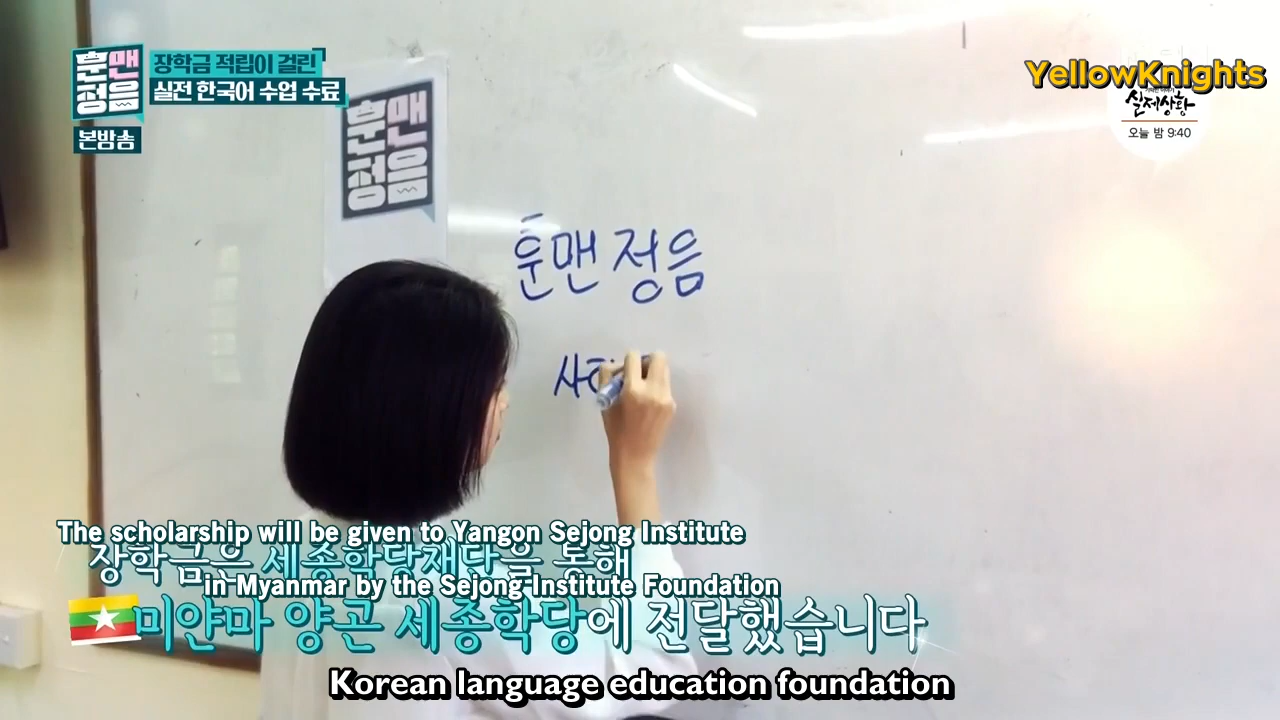 훈맨
정음
장학금 적립이 걸린
실전 한국어 수업 수료
본방송
YellowKnights
실제상황
오늘 밤 9:40
훈맨
정음
훈맨정음
The scholarship will be given to Yangon Sejong Institute
장학금은 세종학당재단을 통해
in Myanmar by the Sejong Institute Foundation
미얀마 양곤 세종학당에 전달했습니다
Korean language education foundation